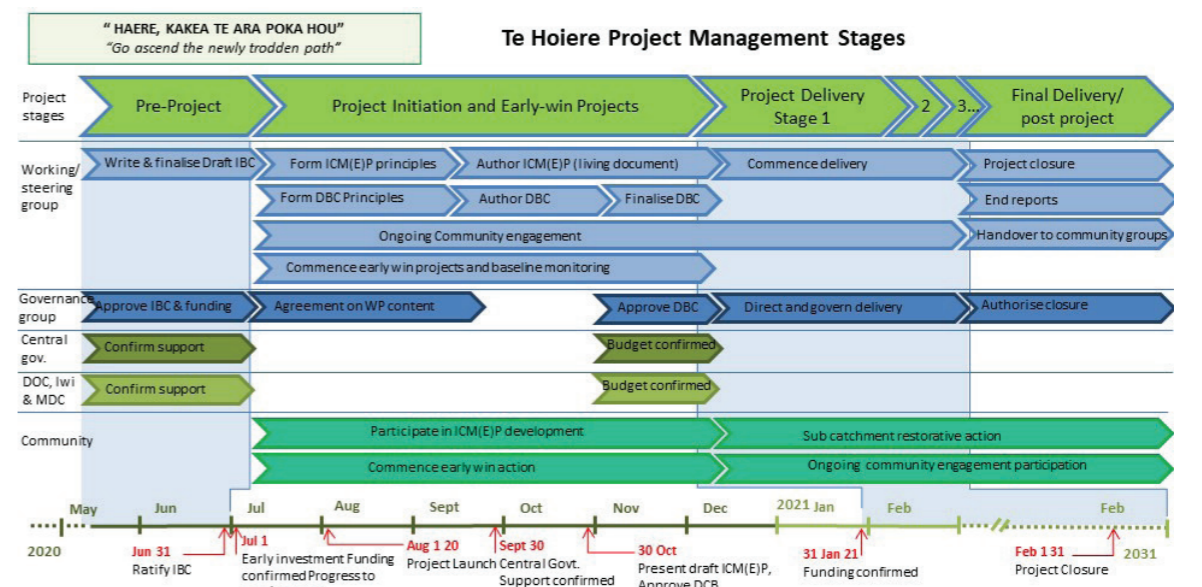 “ HAERE, KAKEA TE ARA POKA HOU”
“Go ascend the newly trodden path”
Te Hoiere Project Management Stages
Project
stages
Pre-Project
Project Initiation and Early-win Projects
Project Delivery
Stage 1
2
3...
Final Delivery/
post project
Working/
steering
group
Write & finalise Draft IBC
Form ICM(E)P principles
Author ICM(E)P (living document)
Commence delivery
Project closure
Form DBC Principles
Author DBC
Finalise DBC
End reports
Ongoing Community engagement
Handover to community groups
Commence early win projects and baseline monitoring
Governance
group
Approve IBC & funding
Agreement on WP content
Approve DBC
Direct and govern delivery
Authorise closure
Central
gov.
Confirm support
Budget confirmed
DOC, Iwi
& MDC
Confirm support
Budget confirmed
Community
Participate in ICM(E)P development
Sub catchment restorative action
Commence early win action
Ongoing community engagement participation
May
Jun
Jul
Aug
Sept
Oct
Nov
Dec
2021 Jan
Feb
Feb
2020
2031
Jun 31
Ratify IBC
Jul 1
Early investment Funding
confirmed Progress to
Aug 1 20
Project Launch
Sept 30
Central Govt.
Support confirmed
30 Oct
Present draft ICM(E)P,
Approve DCB
31 Jan 21
Funding confirmed
Feb 1 31
Project Closure